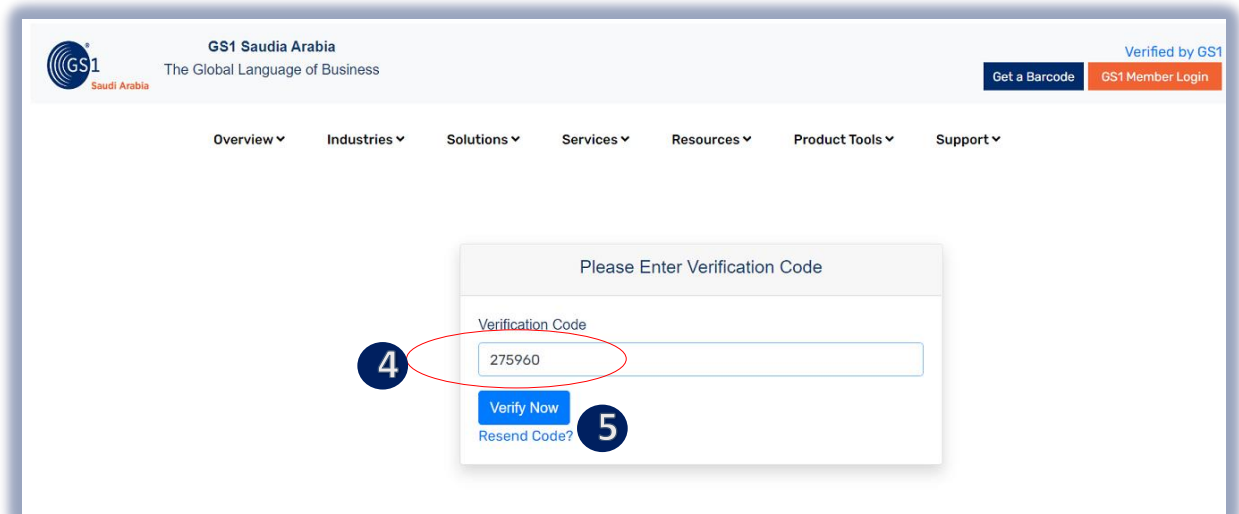 GS1 Saudia Arabia
The Global Language of Business
GS1
Saudi Arabia
Verified by GS1
Get a Barcode
GS1 Member Login
Overview
Industries
Solutions
Services
Resources
Product Tools
Support
Please Enter Verification Code
Verification Code
4
275960
Verify Now
5
Resend Code?